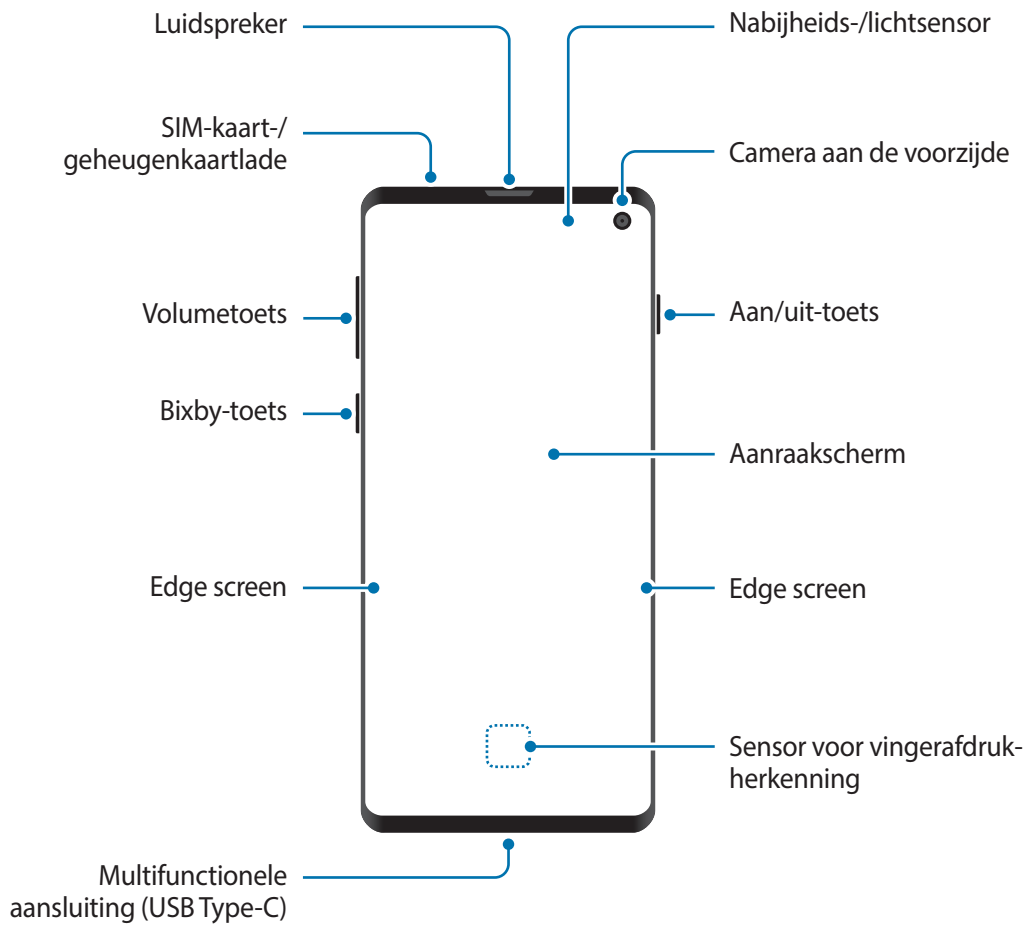 Luidspreker
SIM-kaart-/
geheugenkaartlade
Volumetoets
Bixby-toets
Edge screen
Multifunctionele
aansluiting (USB Type-C)
Nabijheids-/lichtsensor
Camera aan de voorzijde
Aan/uit-toets
Aanraakscherm
Edge screen
Sensor voor vingerafdruk-
herkenning